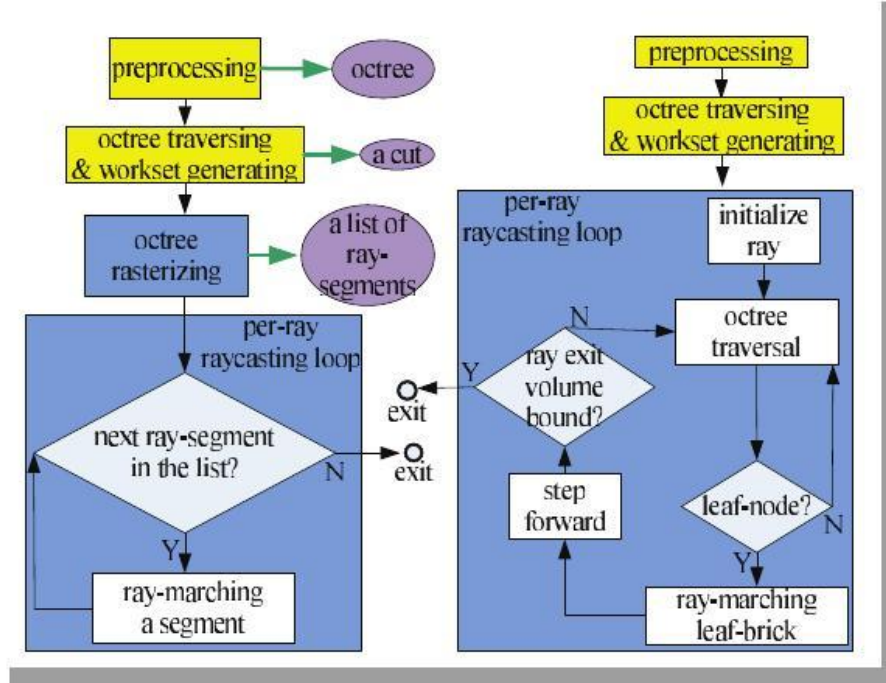 preprocessing
octree
octree traversing
& workset generating
a cut
octree
rasterizing
a list of
ray-
segments
per-ray
raycasting loop
next ray-segment
in the list?
N
exit
Y
ray-marching
a segment
preprocessing
octree traversing
& workset generating
per-ray
raycasting loop
initialize
ray
octree
traversal
N
ray exit
volume
bound?
Y
exit
leaf-node?
N
Y
step
forward
ray-marching
leaf-brick